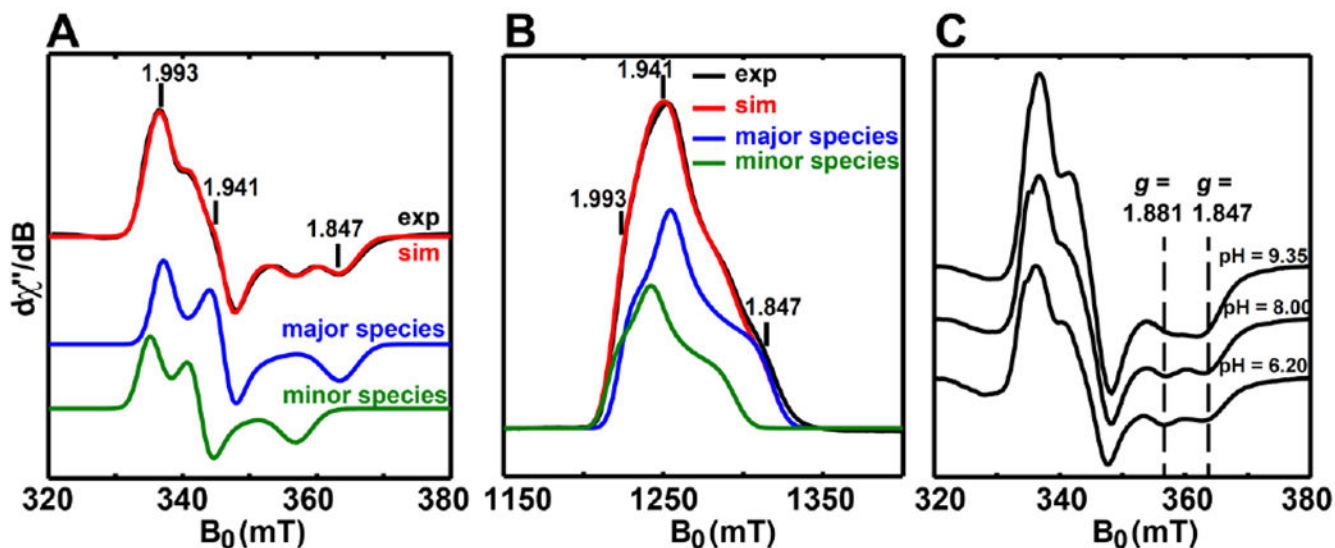 A
1.993
1.941
1.847
exp
sim
major species
minor species
dχ"/dB
320 340 360 380
B0 (mT)
B
1.941
exp
sim
major species
minor species
1.993
1.847
1150 1250 1350
B0 (mT)
C
g = g =
1.881 1.847
pH = 9.35
pH = 8.00
pH = 6.20
320 340 360 380
B0 (mT)